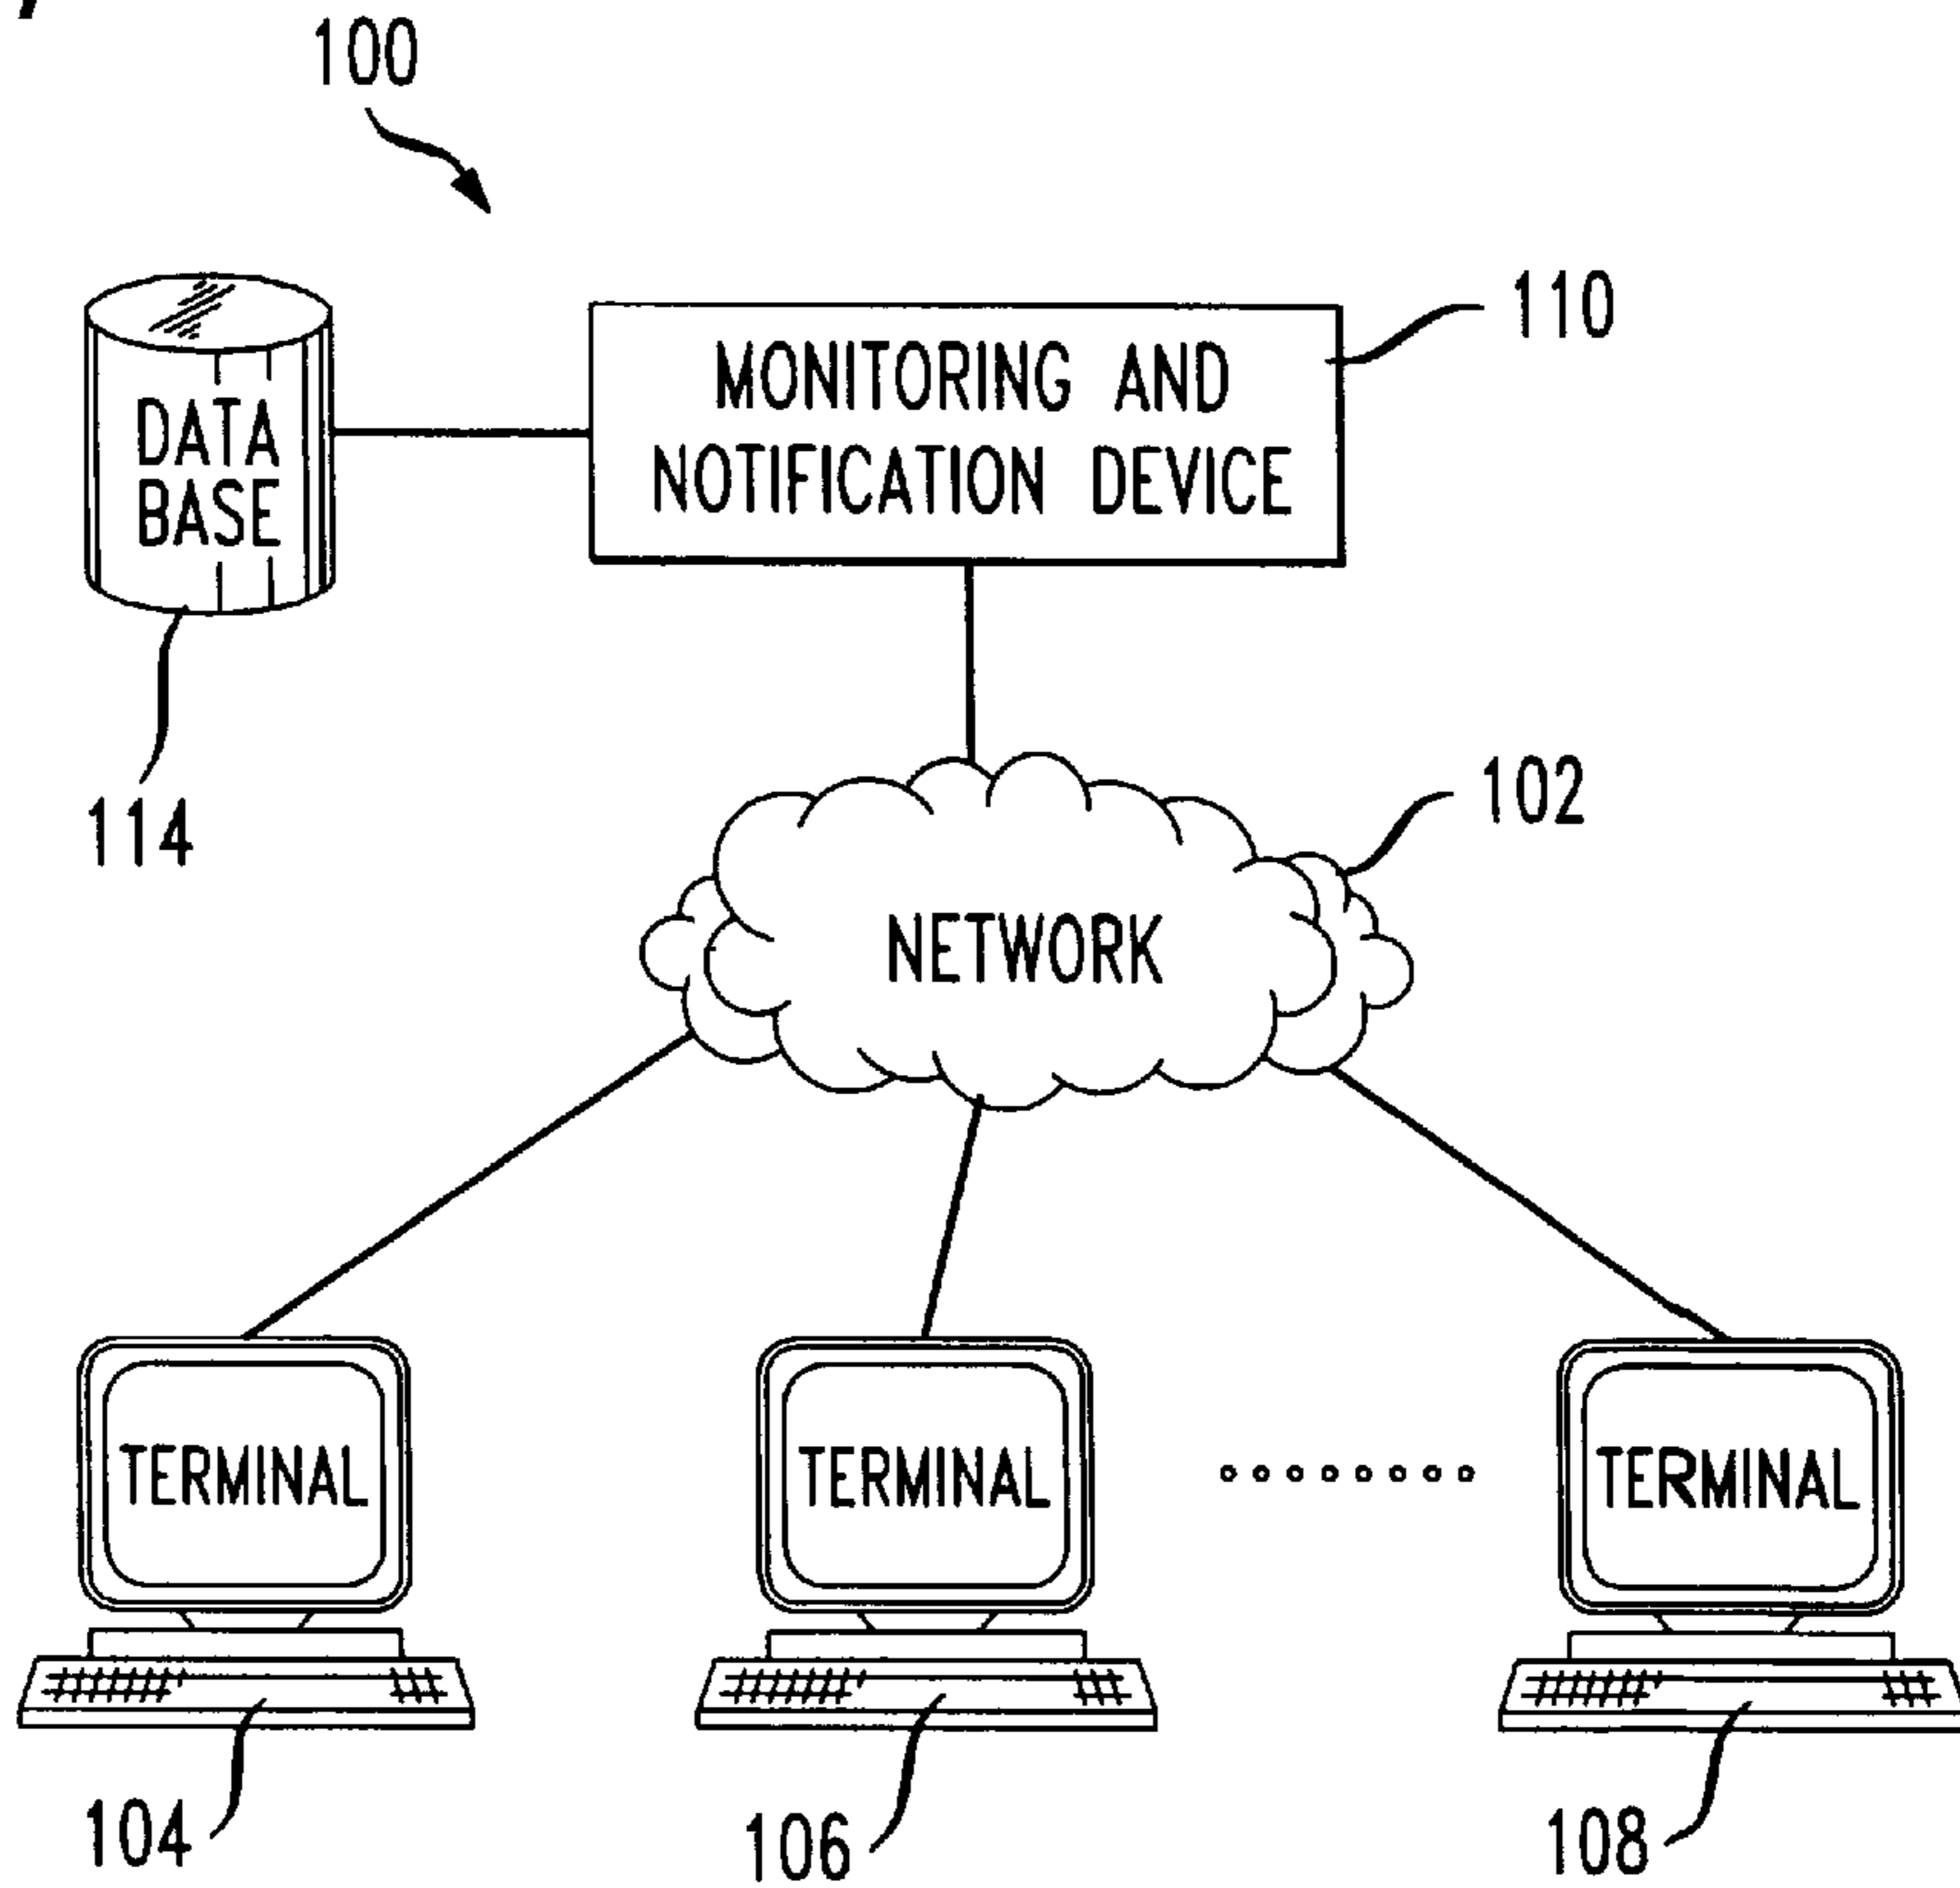 100
110
MONITORING AND
NOTIFICATION DEVICE
DATA
BASE
114
102
NETWORK
TERMINAL
TERMINAL
TERMINAL
104
106
108